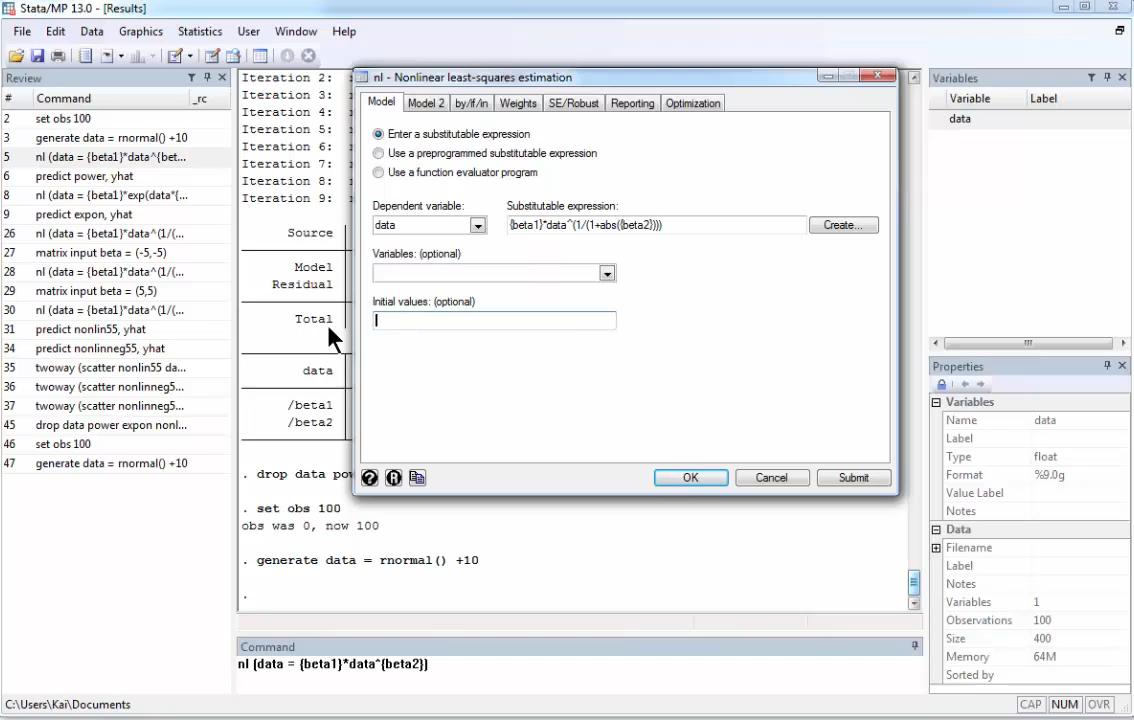 Stata/MP 13.0 - [Results]
File Edit Data Graphics Statistics User Window Help
Review
# Command _rc
2 set obs 100
3 generate data = rnormal() +10
5 nl (data = {beta1}*data^{bet...
6 predict power, yhat
8 nl (data = {beta1}*exp(data*{...
9 predict expon, yhat
26 nl (data = {beta1}*data^(1/(...
27 matrix input beta = (-5,-5)
28 nl (data = {beta1}*data^(1/(...
29 matrix input beta = (5,5)
30 nl (data = {beta1}*data^(1/(...
31 predict nonlin55, yhat
34 predict nonlinneg55, yhat
35 twoway (scatter nonlin55 da...
36 twoway (scatter nonlinneg5...
37 twoway (scatter nonlinneg5...
45 drop data power expon nonl...
46 set obs 100
47 generate data = rnormal() +10
Iteration 2:
Iteration 3:
Iteration 4:
Iteration 5:
Iteration 6:
Iteration 7:
Iteration 8:
Iteration 9:
Source
Model
Residual
Total
data
/beta1
/beta2
. drop data pow
. set obs 100
obs was 0, now 100
. generate data = rnormal() +10
.
nl - Nonlinear least-squares estimation
Model Model 2 by/if/in Weights SE/Robust Reporting Optimization
Enter a substitutable expression
Use a preprogrammed substitutable expression
Use a function evaluator program
Dependent variable: Substitutable expression:
data {beta1}*data^(1/(1+abs({beta2}))) Create...
Variables: (optional)
Initial values: (optional)
OK Cancel Submit
Command
nl (data = {beta1}*data^{beta2})
Variables
Variable Label
data
Properties
Variables
Name data
Label
Type float
Format %9.0g
Value Label
Notes
Data
Filename
Label
Notes
Variables 1
Observations 100
Size 400
Memory 64M
Sorted by
C:\Users\Kai\Documents
CAP NUM OVR